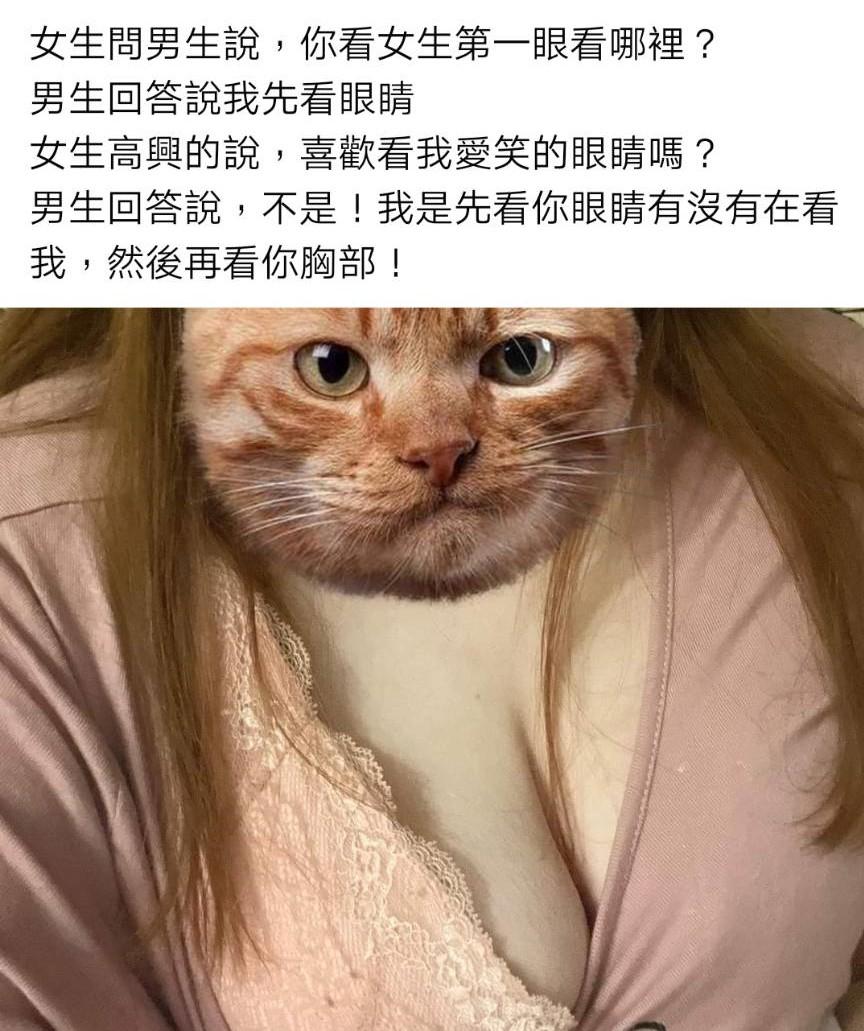 女生問男生說，你看女生第一眼看哪裡？
男生回答說我先看眼睛
女生高興的說，喜歡看我愛笑的眼睛嗎？
男生回答說，不是！我是先看你眼睛有沒有在看
我，然後再看你胸部！